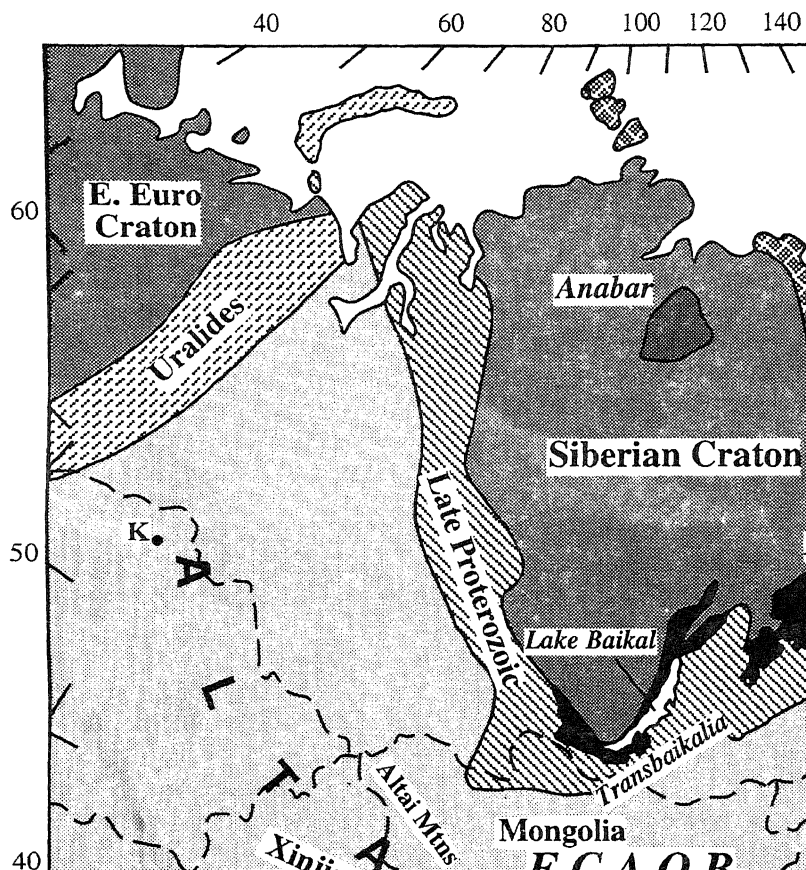 40 60 80 100 120 140
60
E. Euro
Craton
Anabar
Uralides
Siberian Craton
Late Proterozoic
50
K
A
L
T
A
Lake Baikal
Transbaikalia
Altai Mtns
Mongolia
40